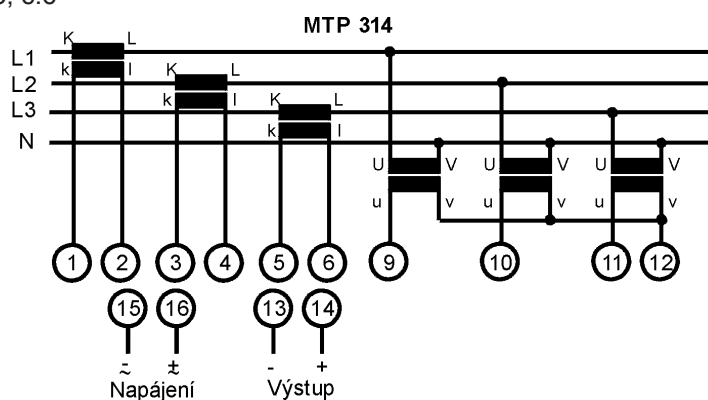 MTP 314
K L
L1
k l
K L
L2
k l
K L
L3
k l
N
U V U V U V
u v u v u v
1 2 3 4 5 6 9 10 11 12
15 16 13 14
- +
Napájení Výstup